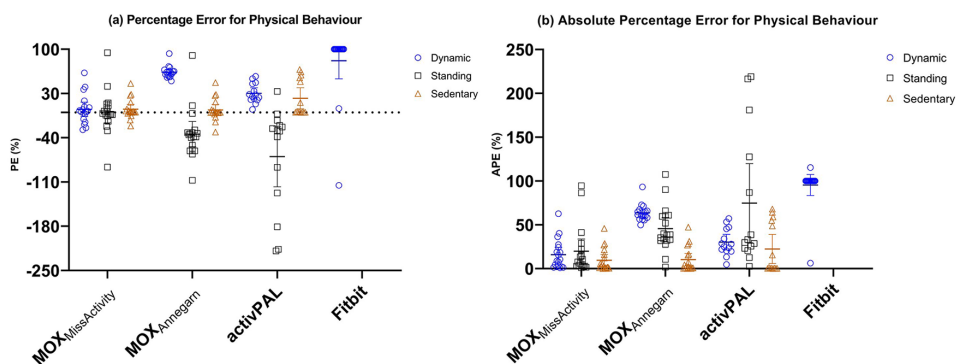 (a) Percentage Error for Physical Behaviour
PE (%)
100
30
-40
-110
-180
-250
Dynamic
Standing
Sedentary
MOXMissActivity
MOXAnnegarn
activPAL
Fitbit
(b) Absolute Percentage Error for Physical Behaviour
APE (%)
250
200
150
100
50
0
Dynamic
Standing
Sedentary
MOXMissActivity
MOXAnnegarn
activPAL
Fitbit